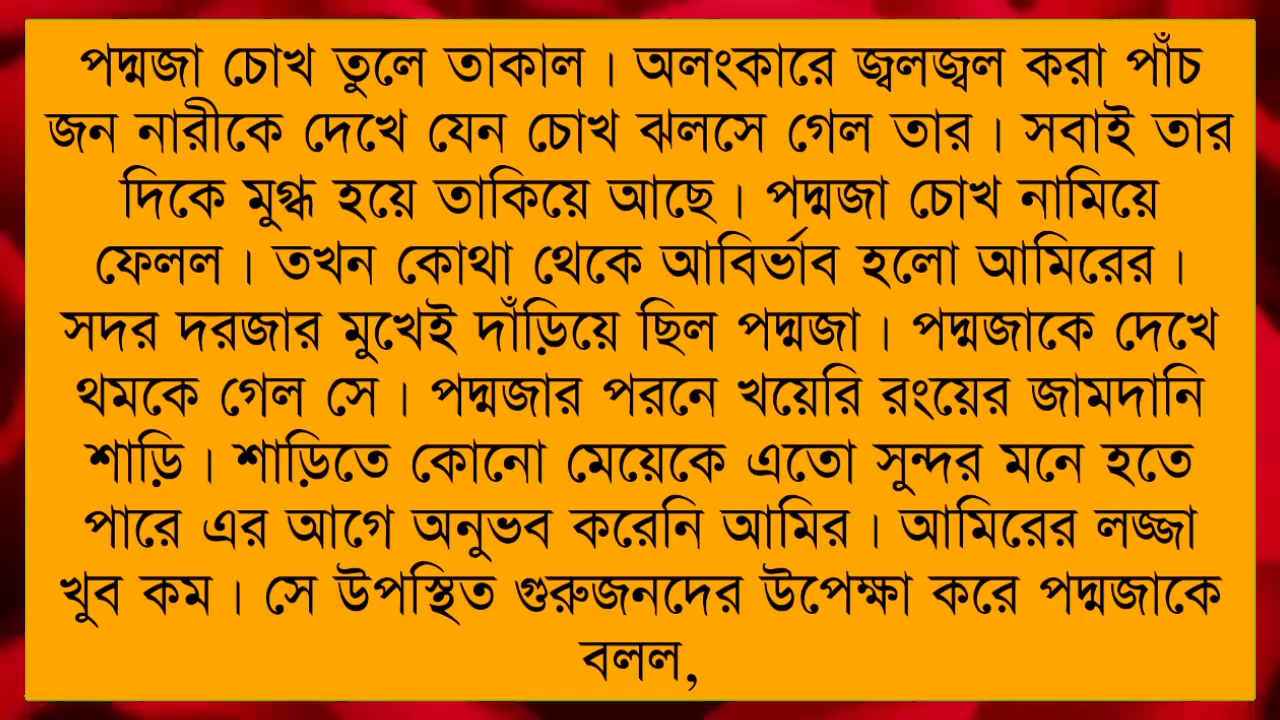 পদ্মজা চোখ তুলে তাকাল। অলংকারে জ্বলজ্বল করা পাঁচ
জন নারীকে দেখে যেন চোখ ঝলসে গেল তার। সবাই তার
দিকে মুগ্ধ হয়ে তাকিয়ে আছে। পদ্মজা চোখ নামিয়ে
ফেলল। তখন কোথা থেকে আবির্ভাব হলো আমিরের।
সদর দরজার মুখেই দাঁড়িয়ে ছিল পদ্মজা। পদ্মজাকে দেখে
থমকে গেল সে। পদ্মজার পরনে খয়েরি রংয়ের জামদানি
শাড়ি। শাড়িতে কোনো মেয়েকে এতো সুন্দর মনে হতে
পারে এর আগে অনুভব করেনি আমির। আমিরের লজ্জা
খুব কম। সে উপস্থিত গুরুজনদের উপেক্ষা করে পদ্মজাকে
বলল,